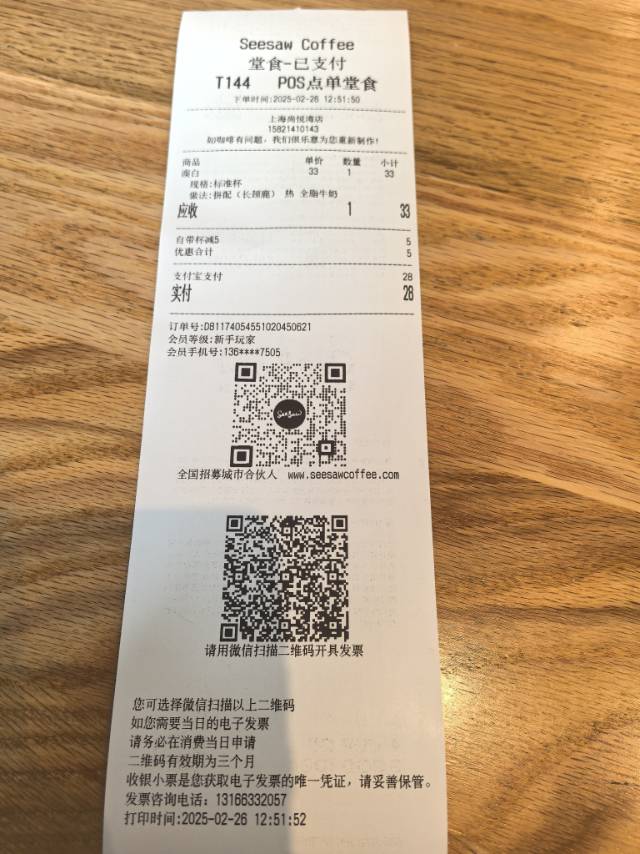 Seesaw Coffee
堂食-已支付
T144 POS点单堂食
下单时间:2025-02-26 12:51:50
上海尚悦湾店
15821410143
如咖啡有问题,我们很乐意为您重新制作!
商品 单价 数量 小计
澳白 33 1 33
规格:标准杯
做法:拼配(长颈鹿) 热 全脂牛奶
应收 1 33
自带杯减5 5
优惠合计 5
支付宝支付 28
实付 28
订单号:D81174054551020450621
会员等级:新手玩家
会员手机号:136****7505
SeeSaw
全国招募城市合伙人 www.seesawcoffee.com
请用微信扫描二维码开具发票
您可选择微信扫描以上二维码
如您需要当日的电子发票
请务必在消费当日申请
二维码有效期为三个月
收银小票是您获取电子发票的唯一凭证，请妥善保管。
发票咨询电话：13166332057
打印时间:2025-02-26 12:51:52